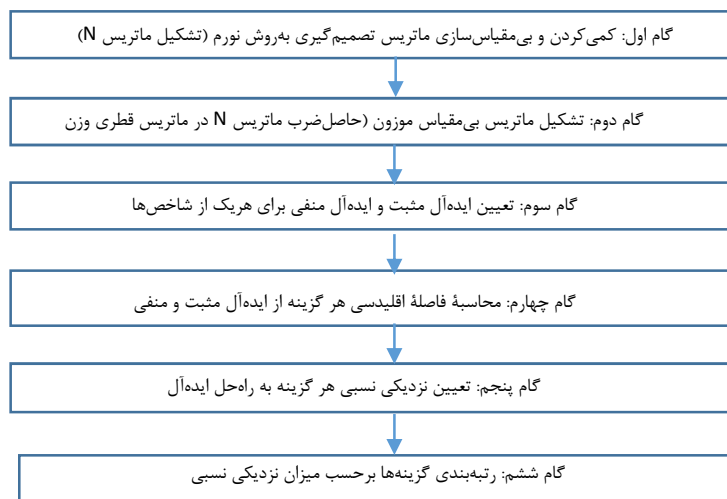 گام اول: کمی‌کردن و بی‌مقیاس‌سازی ماتریس تصمیم‌گیری به‌روش نورم (تشکیل ماتریس N)
گام دوم: تشکیل ماتریس بی‌مقیاس موزون (حاصل‌ضرب ماتریس N در ماتریس قطری وزن
گام سوم: تعیین ایده‌آل مثبت و ایده‌آل منفی برای هریک از شاخص‌ها
گام چهارم: محاسبهٔ فاصلهٔ اقلیدسی هر گزینه از ایده‌آل مثبت و منفی
گام پنجم: تعیین نزدیکی نسبی هر گزینه به راه‌حل ایده‌آل
گام ششم: رتبه‌بندی گزینه‌ها برحسب میزان نزدیکی نسبی